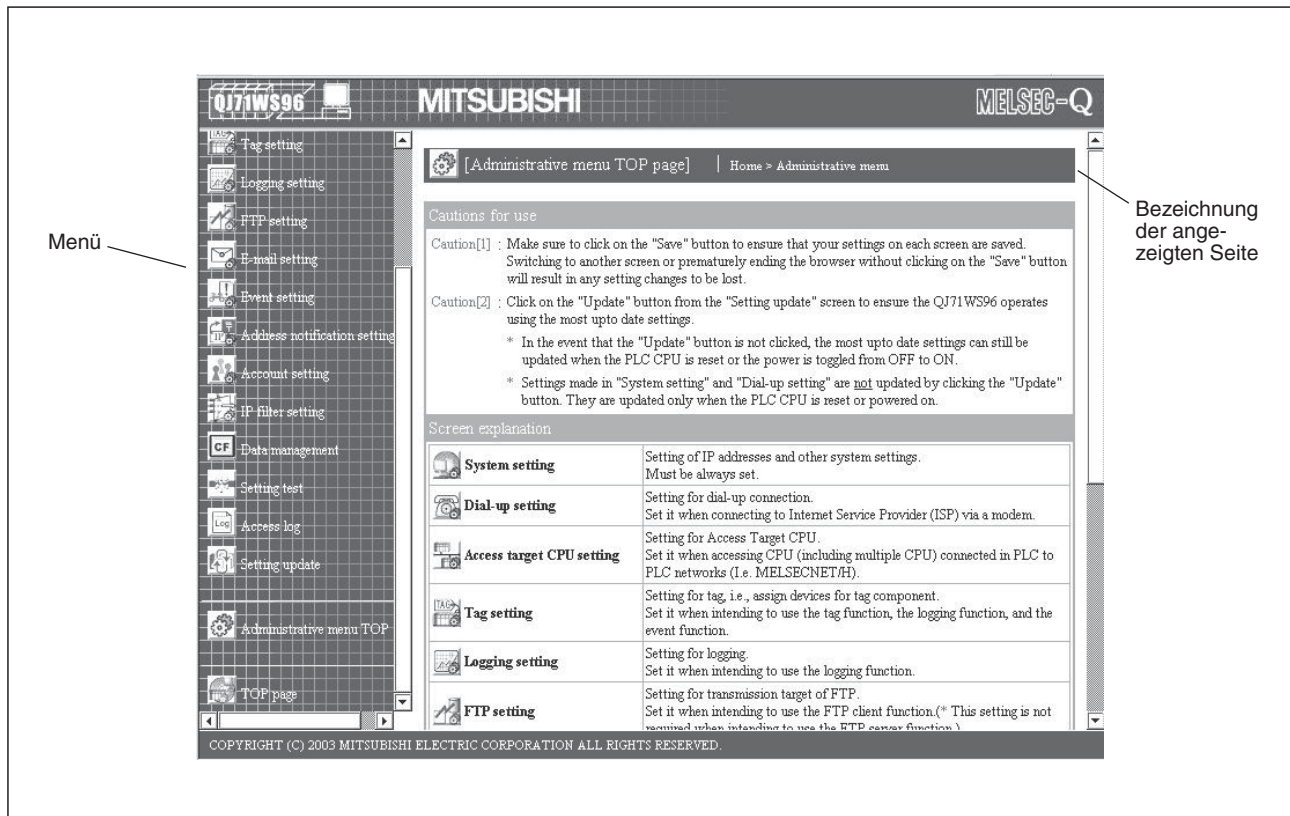 QJ71WS96
MITSUBISHI
MELSEC-Q
Menü
TAG
Tag setting
Logging setting
FTP setting
E-mail setting
Event setting
IP
Address notification setting
Account setting
IP filter setting
CF
Data management
Setting test
Log
Access log
Setting update
Administrative menu TOP
TOP page
[Administrative menu TOP page] | Home > Administrative menu
Bezeichnung
der ange-
zeigten Seite
Cautions for use
Caution[1] : Make sure to click on the "Save" button to ensure that your settings on each screen are saved.
Switching to another screen or prematurely ending the browser without clicking on the "Save" button
will result in any setting changes to be lost.
Caution[2] : Click on the "Update" button from the "Setting update" screen to ensure the QJ71WS96 operates
using the most upto date settings.
* In the event that the "Update" button is not clicked, the most upto date settings can still be
updated when the PLC CPU is reset or the power is toggled from OFF to ON.
* Settings made in "System setting" and "Dial-up setting" are not updated by clicking the "Update"
button. They are updated only when the PLC CPU is reset or powered on.
Screen explanation
System setting
Setting of IP addresses and other system settings.
Must be always set.
Dial-up setting
Setting for dial-up connection.
Set it when connecting to Internet Service Provider (ISP) via a modem.
Access target CPU setting
Setting for Access Target CPU.
Set it when accessing CPU (including multiple CPU) connected in PLC to
PLC networks (I.e. MELSECNET/H).
TAG
Tag setting
Setting for tag, i.e., assign devices for tag component.
Set it when intending to use the tag function, the logging function, and the
event function.
Logging setting
Setting for logging.
Set it when intending to use the logging function.
FTP setting
Setting for transmission target of FTP.
Set it when intending to use the FTP client function.(* This setting is not
required when intending to use the FTP server function.)
COPYRIGHT (C) 2003 MITSUBISHI ELECTRIC CORPORATION ALL RIGHTS RESERVED.